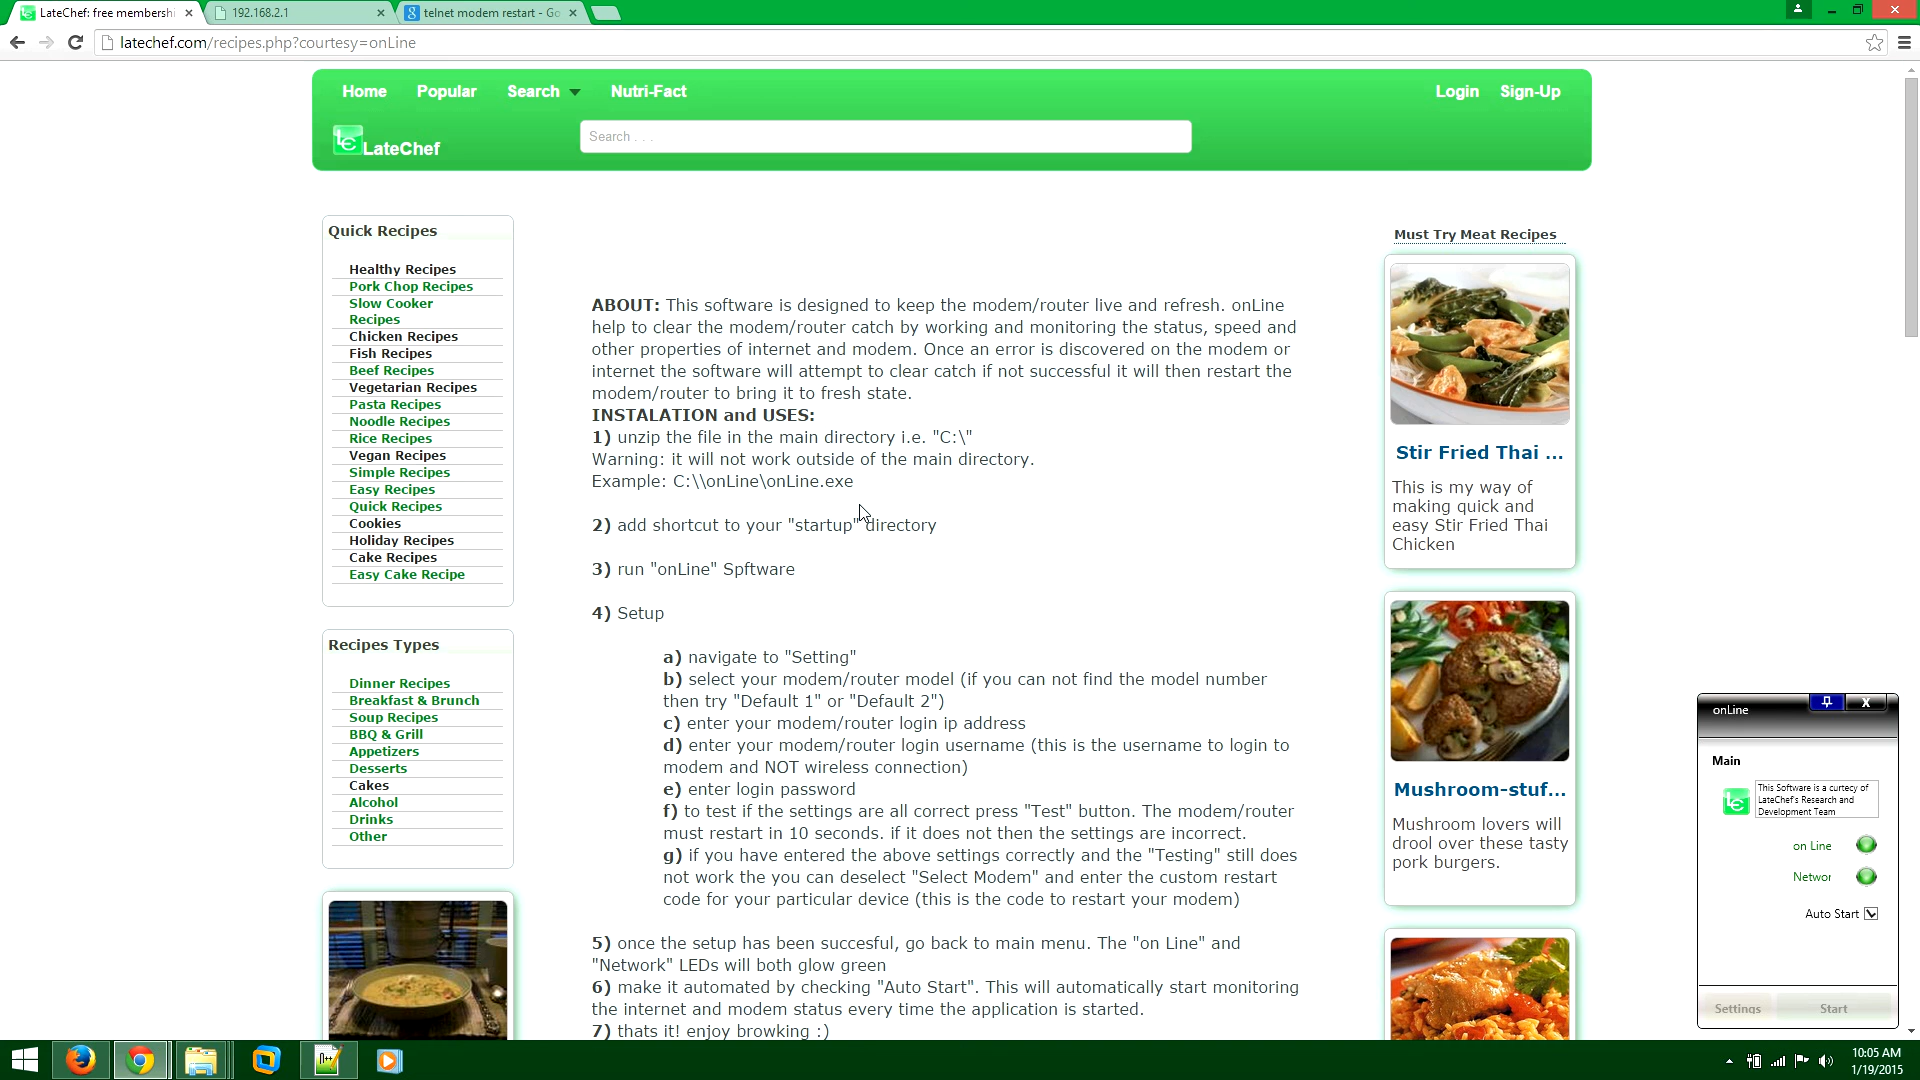 LateChef: free membershi
192.168.2.1
telnet modem restart - Go
latechef.com/recipes.php?courtesy=onLine
Home Popular Search Nutri-Fact Login Sign-Up
LateChef
Search . . .
Quick Recipes
Healthy Recipes
Pork Chop Recipes
Slow Cooker
Recipes
Chicken Recipes
Fish Recipes
Beef Recipes
Vegetarian Recipes
Pasta Recipes
Noodle Recipes
Rice Recipes
Vegan Recipes
Simple Recipes
Easy Recipes
Quick Recipes
Cookies
Holiday Recipes
Cake Recipes
Easy Cake Recipe
Recipes Types
Dinner Recipes
Breakfast & Brunch
Soup Recipes
BBQ & Grill
Appetizers
Desserts
Cakes
Alcohol
Drinks
Other
ABOUT: This software is designed to keep the modem/router live and refresh. onLine
help to clear the modem/router catch by working and monitoring the status, speed and
other properties of internet and modem. Once an error is discovered on the modem or
internet the software will attempt to clear catch if not successful it will then restart the
modem/router to bring it to fresh state.
INSTALATION and USES:
1) unzip the file in the main directory i.e. "C:\"
Warning: it will not work outside of the main directory.
Example: C:\\onLine\onLine.exe
2) add shortcut to your "startup" directory
3) run "onLine" Spftware
4) Setup
a) navigate to "Setting"
b) select your modem/router model (if you can not find the model number
then try "Default 1" or "Default 2")
c) enter your modem/router login ip address
d) enter your modem/router login username (this is the username to login to
modem and NOT wireless connection)
e) enter login password
f) to test if the settings are all correct press "Test" button. The modem/router
must restart in 10 seconds. if it does not then the settings are incorrect.
g) if you have entered the above settings correctly and the "Testing" still does
not work the you can deselect "Select Modem" and enter the custom restart
code for your particular device (this is the code to restart your modem)
5) once the setup has been succesful, go back to main menu. The "on Line" and
"Network" LEDs will both glow green
6) make it automated by checking "Auto Start". This will automatically start monitoring
the internet and modem status every time the application is started.
7) thats it! enjoy browking :)
Must Try Meat Recipes
Stir Fried Thai ...
This is my way of
making quick and
easy Stir Fried Thai
Chicken
Mushroom-stuf...
Mushroom lovers will
drool over these tasty
pork burgers.
onLine
X
Main
This Software is a curtecy of
LateChef's Research and
Development Team
on Line
Networ
Auto Start
Settings Start
10:05 AM
1/19/2015